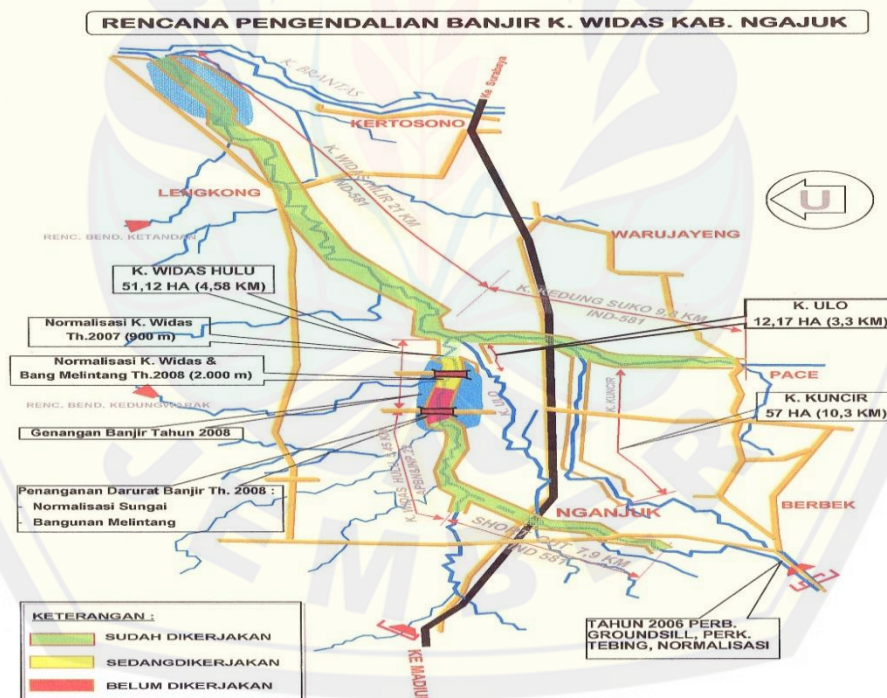 RENCANA PENGENDALIAN BANJIR K. WIDAS KAB. NGAJUK
K. BRANTAS
Ke Surabaya
KERTOSONO
K. WIDAS HILIR 21 KM
IND-581
LENGKONG
U
RENC. BEND. KETANDAN
WARUJAYENG
K. WIDAS HULU
51,12 HA (4,58 KM)
K. KEDUNG SUKO 9,8 KM
IND-581
K. ULO
12,17 HA (3,3 KM)
Normalisasi K. Widas
Th.2007 (900 m)
Normalisasi K. Widas &
Bang Melintang Th.2008 (2.000 m)
PACE
RENC. BEND. KEDUNGWARAK
K. ULO
K. KUNCIR
K. KUNCIR
57 HA (10,3 KM)
Genangan Banjir Tahun 2008
K. WIDAS HULU
Penanganan Darurat Banjir Th. 2008 :
- Normalisasi Sungai
- Bangunan Melintang
NGANJUK
BERBEK
7,9 KM
IND 581
KETERANGAN :
SUDAH DIKERJAKAN
SEDANGDIKERJAKAN
BELUM DIKERJAKAN
KE MADIUN
TAHUN 2006 PERB.
GROUNDSILL, PERK.
TEBING, NORMALISASI